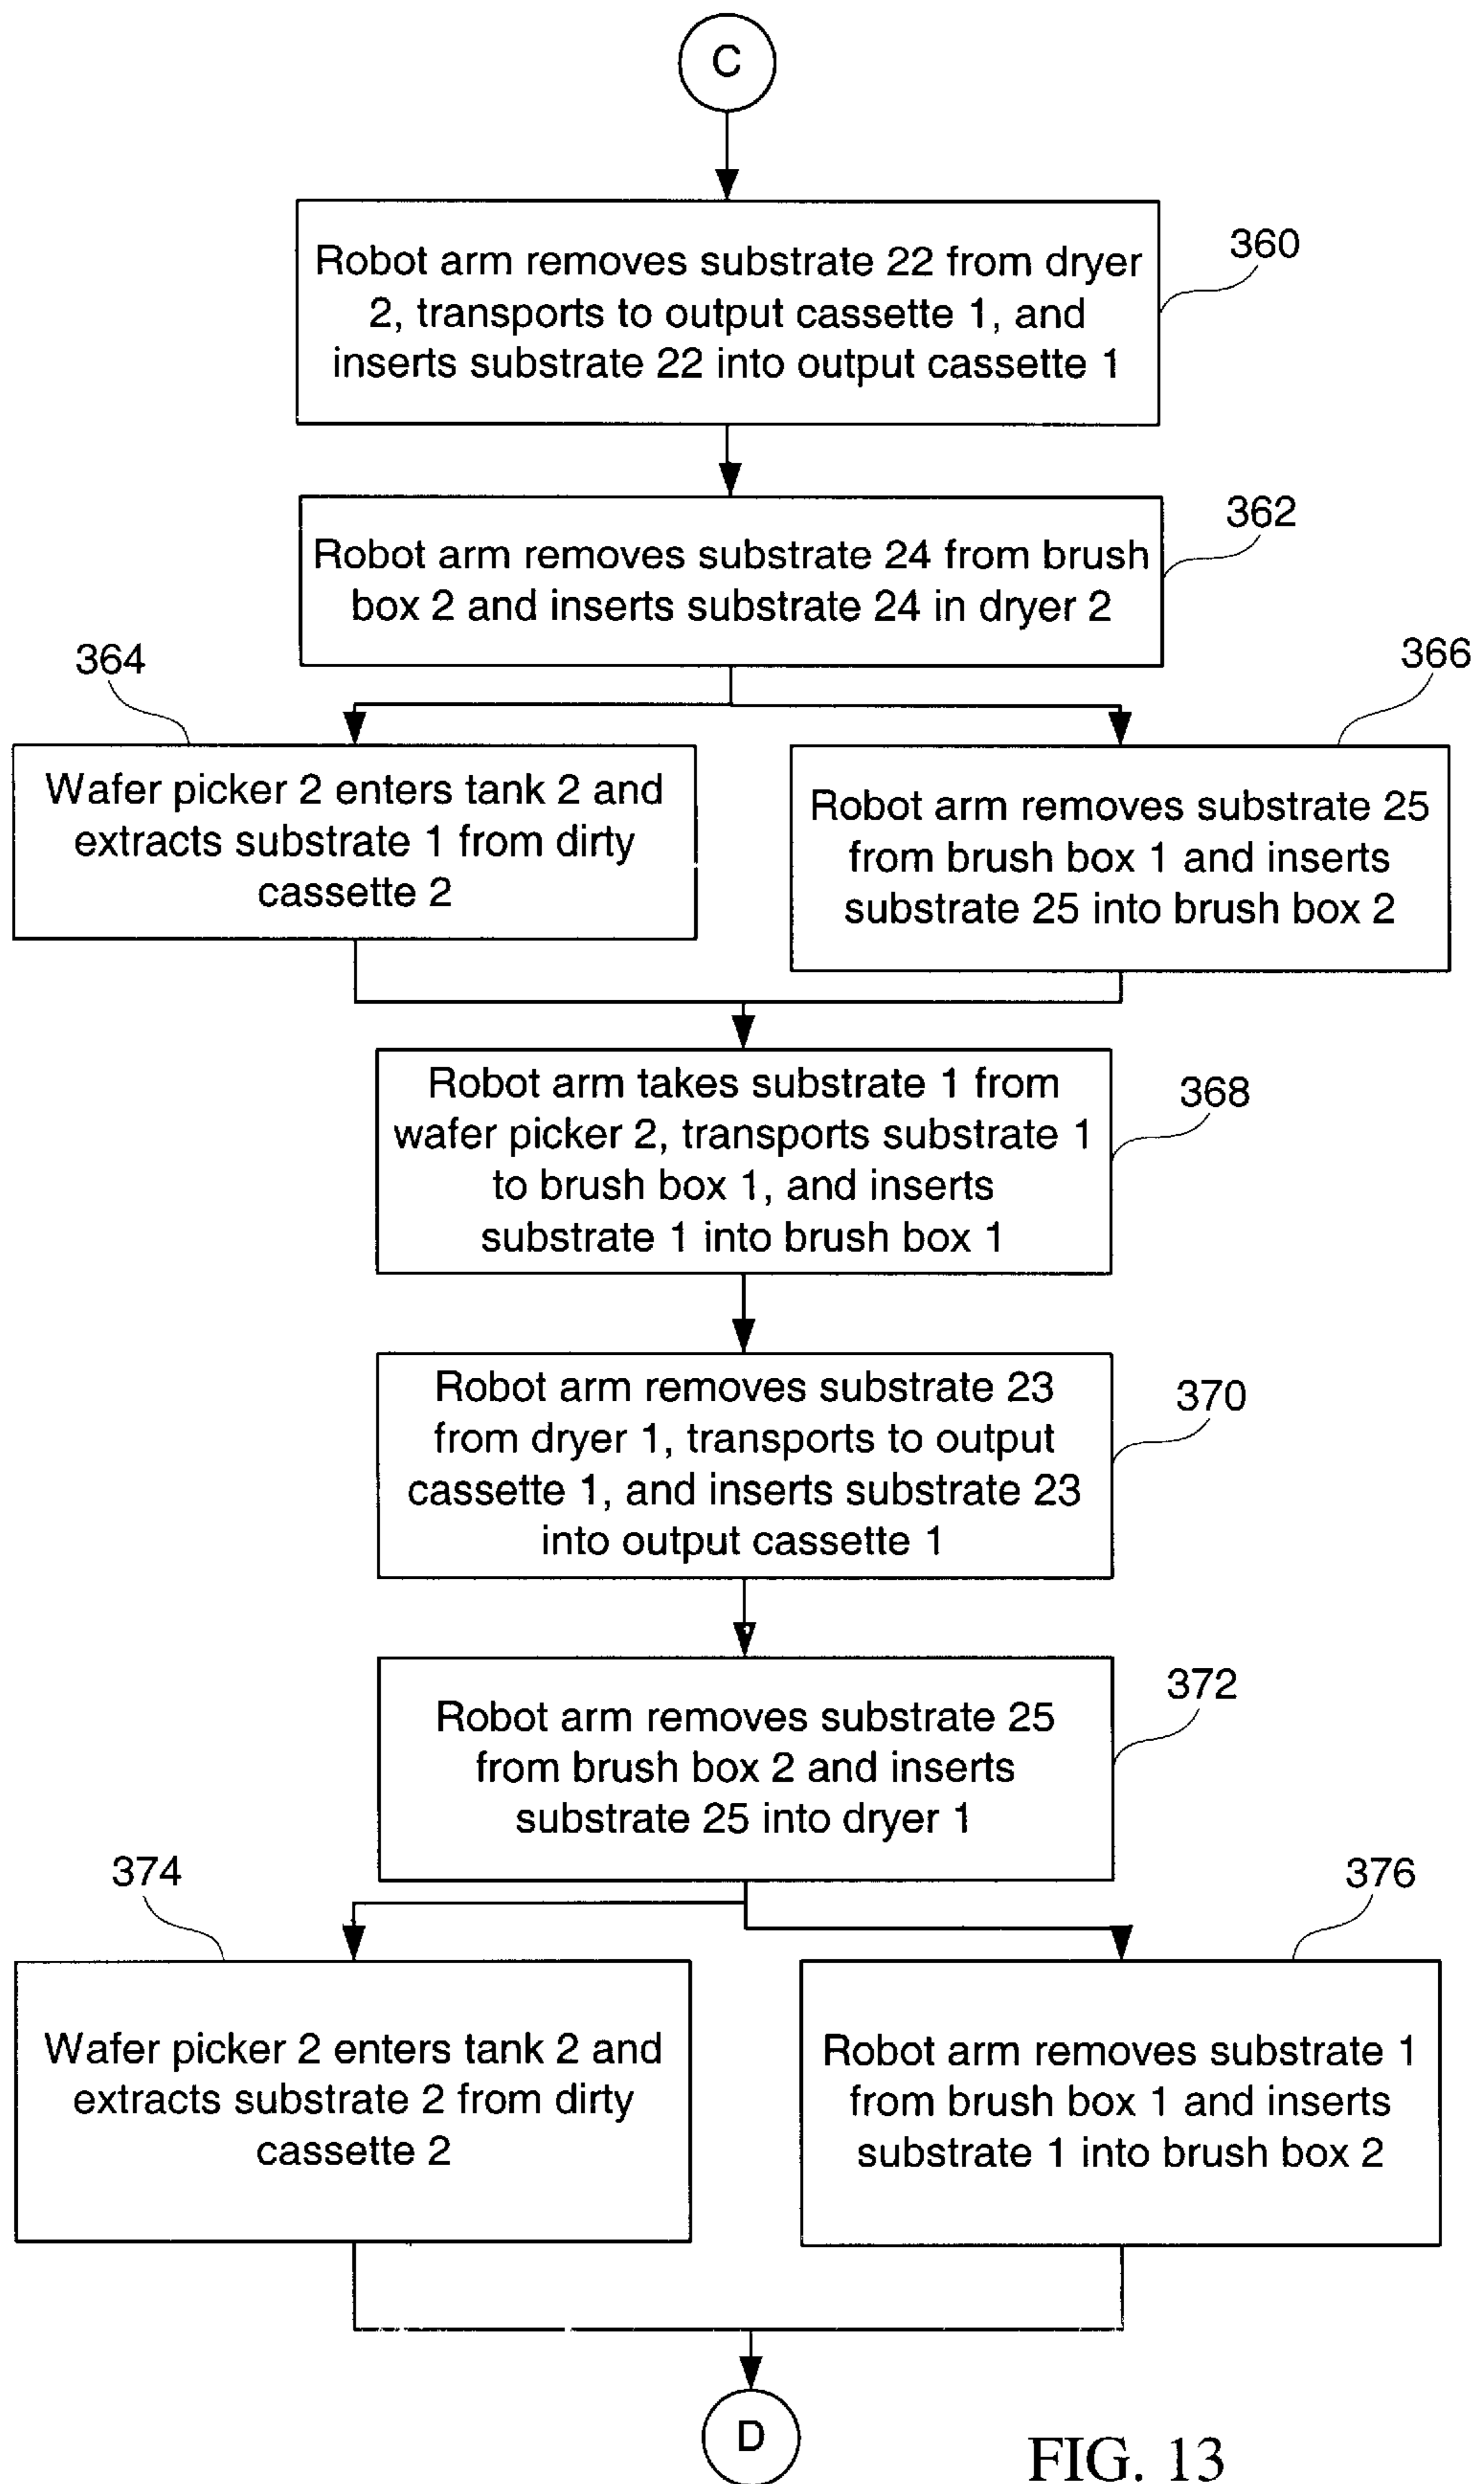 C
Robot arm removes substrate 22 from dryer
2, transports to output cassette 1, and
inserts substrate 22 into output cassette 1
360
Robot arm removes substrate 24 from brush
box 2 and inserts substrate 24 in dryer 2
362
364
Wafer picker 2 enters tank 2 and
extracts substrate 1 from dirty
cassette 2
366
Robot arm removes substrate 25
from brush box 1 and inserts
substrate 25 into brush box 2
Robot arm takes substrate 1 from
wafer picker 2, transports substrate 1
to brush box 1, and inserts
substrate 1 into brush box 1
368
Robot arm removes substrate 23
from dryer 1, transports to output
cassette 1, and inserts substrate 23
into output cassette 1
370
Robot arm removes substrate 25
from brush box 2 and inserts
substrate 25 into dryer 1
372
374
Wafer picker 2 enters tank 2 and
extracts substrate 2 from dirty
cassette 2
376
Robot arm removes substrate 1
from brush box 1 and inserts
substrate 1 into brush box 2
D
FIG. 13